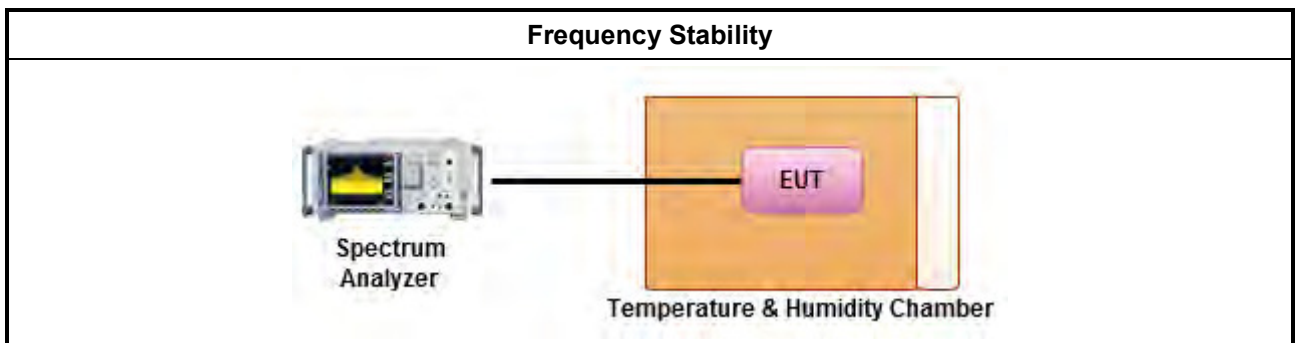 Frequency Stability
EUT
Spectrum
Analyzer
Temperature & Humidity Chamber